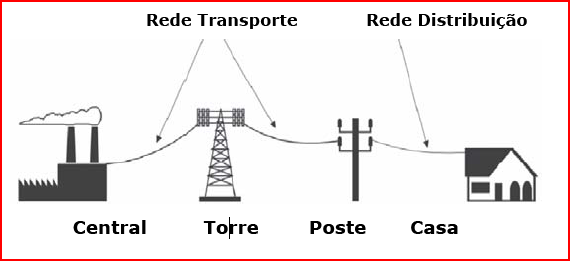 Rede Transporte
Rede Distribuição
Central
Torre
Poste
Casa